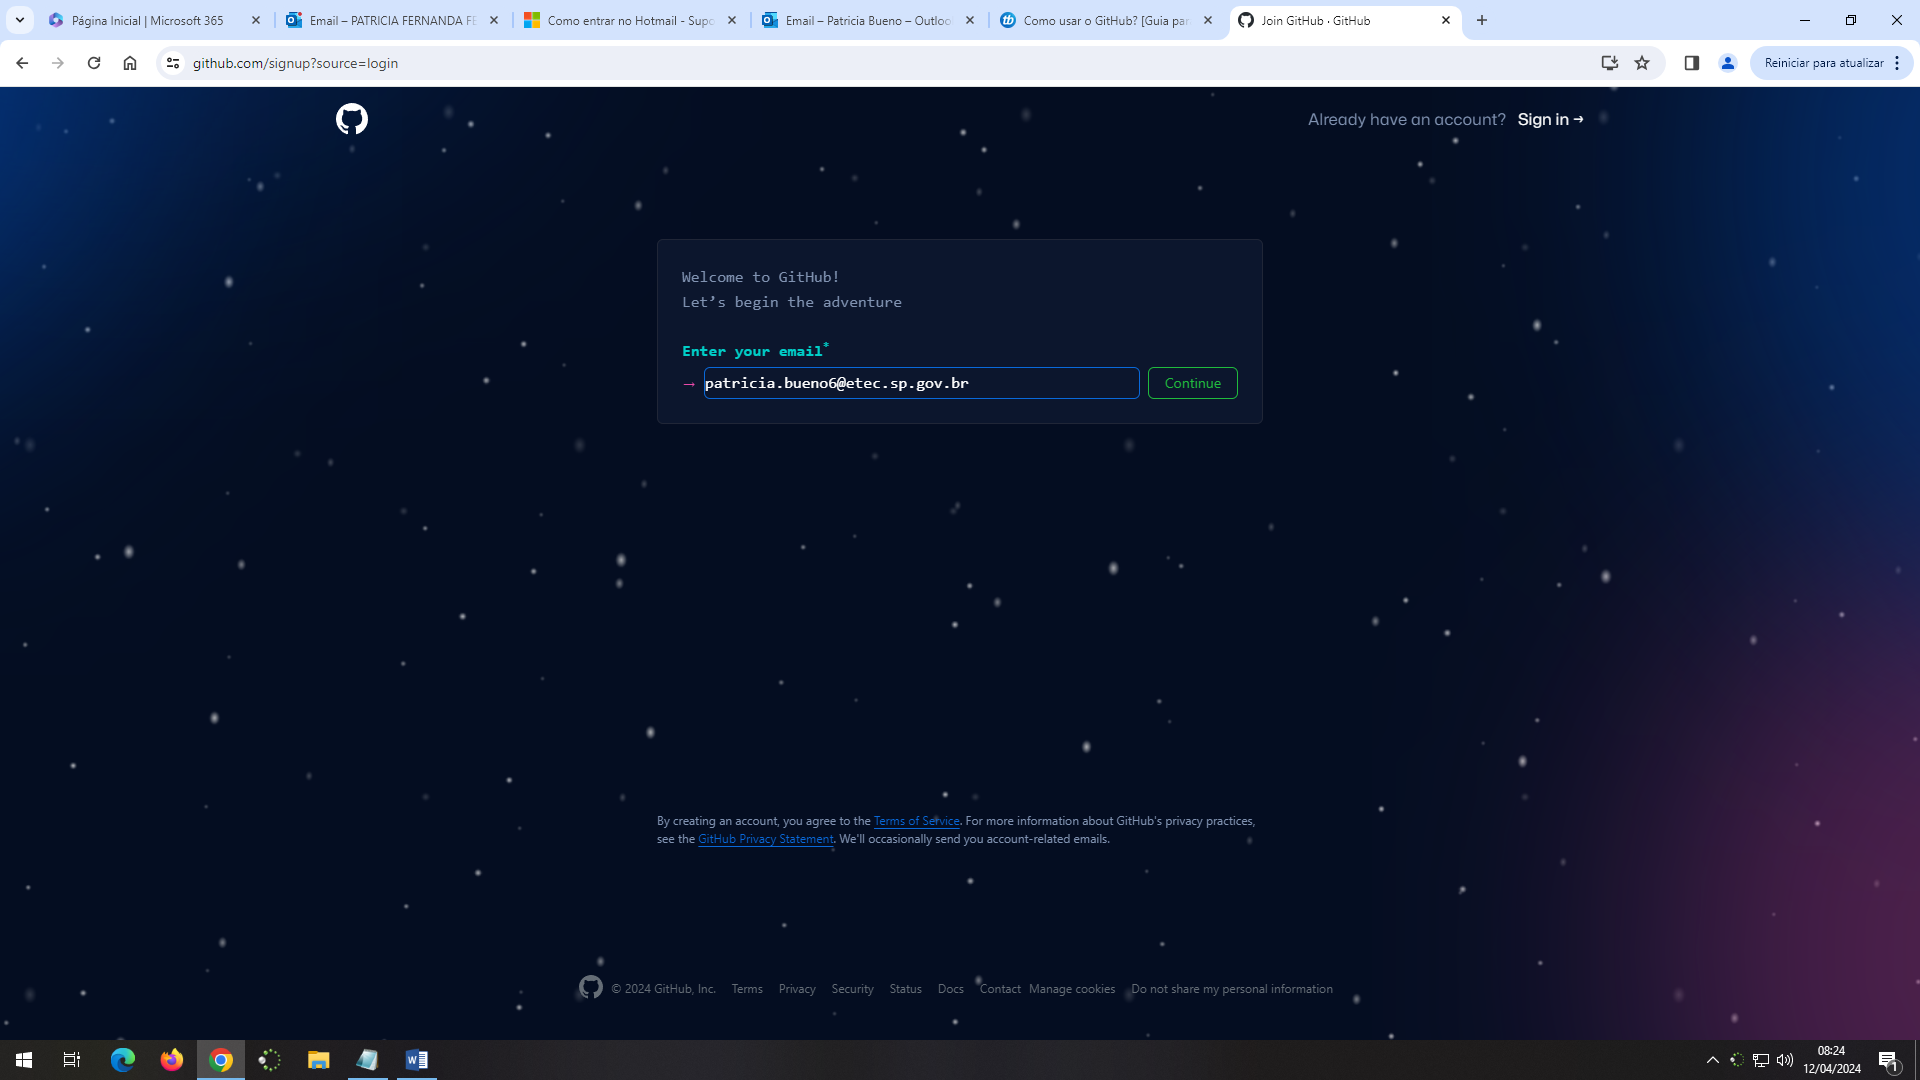 Página Inicial | Microsoft 365
Email – PATRICIA FERNANDA FE
Como entrar no Hotmail - Supo
Email – Patricia Bueno – Outloo
Como usar o GitHub? [Guia par
Join GitHub · GitHub
github.com/signup?source=login
Reiniciar para atualizar
Already have an account? Sign in →
Welcome to GitHub!
Let’s begin the adventure
Enter your email*
→ patricia.bueno6@etec.sp.gov.br Continue
By creating an account, you agree to the Terms of Service. For more information about GitHub's privacy practices,
see the GitHub Privacy Statement. We'll occasionally send you account-related emails.
© 2024 GitHub, Inc. Terms Privacy Security Status Docs Contact Manage cookies Do not share my personal information
08:24
12/04/2024
1